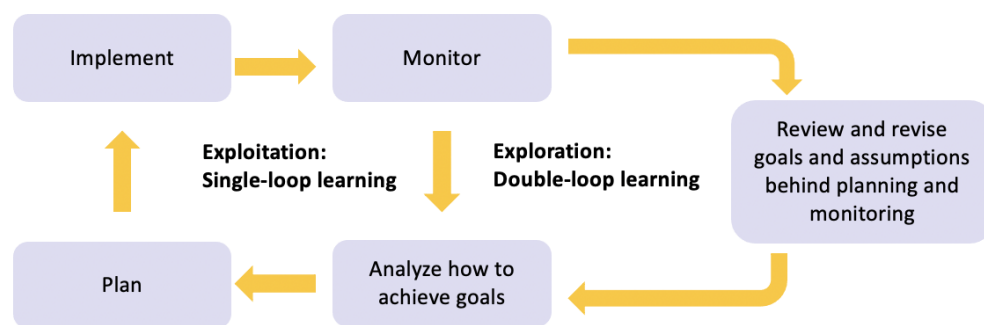 Implement
Monitor
Review and revise
goals and assumptions
behind planning and
monitoring
Exploitation:
Single-loop learning
Exploration:
Double-loop learning
Plan
Analyze how to
achieve goals